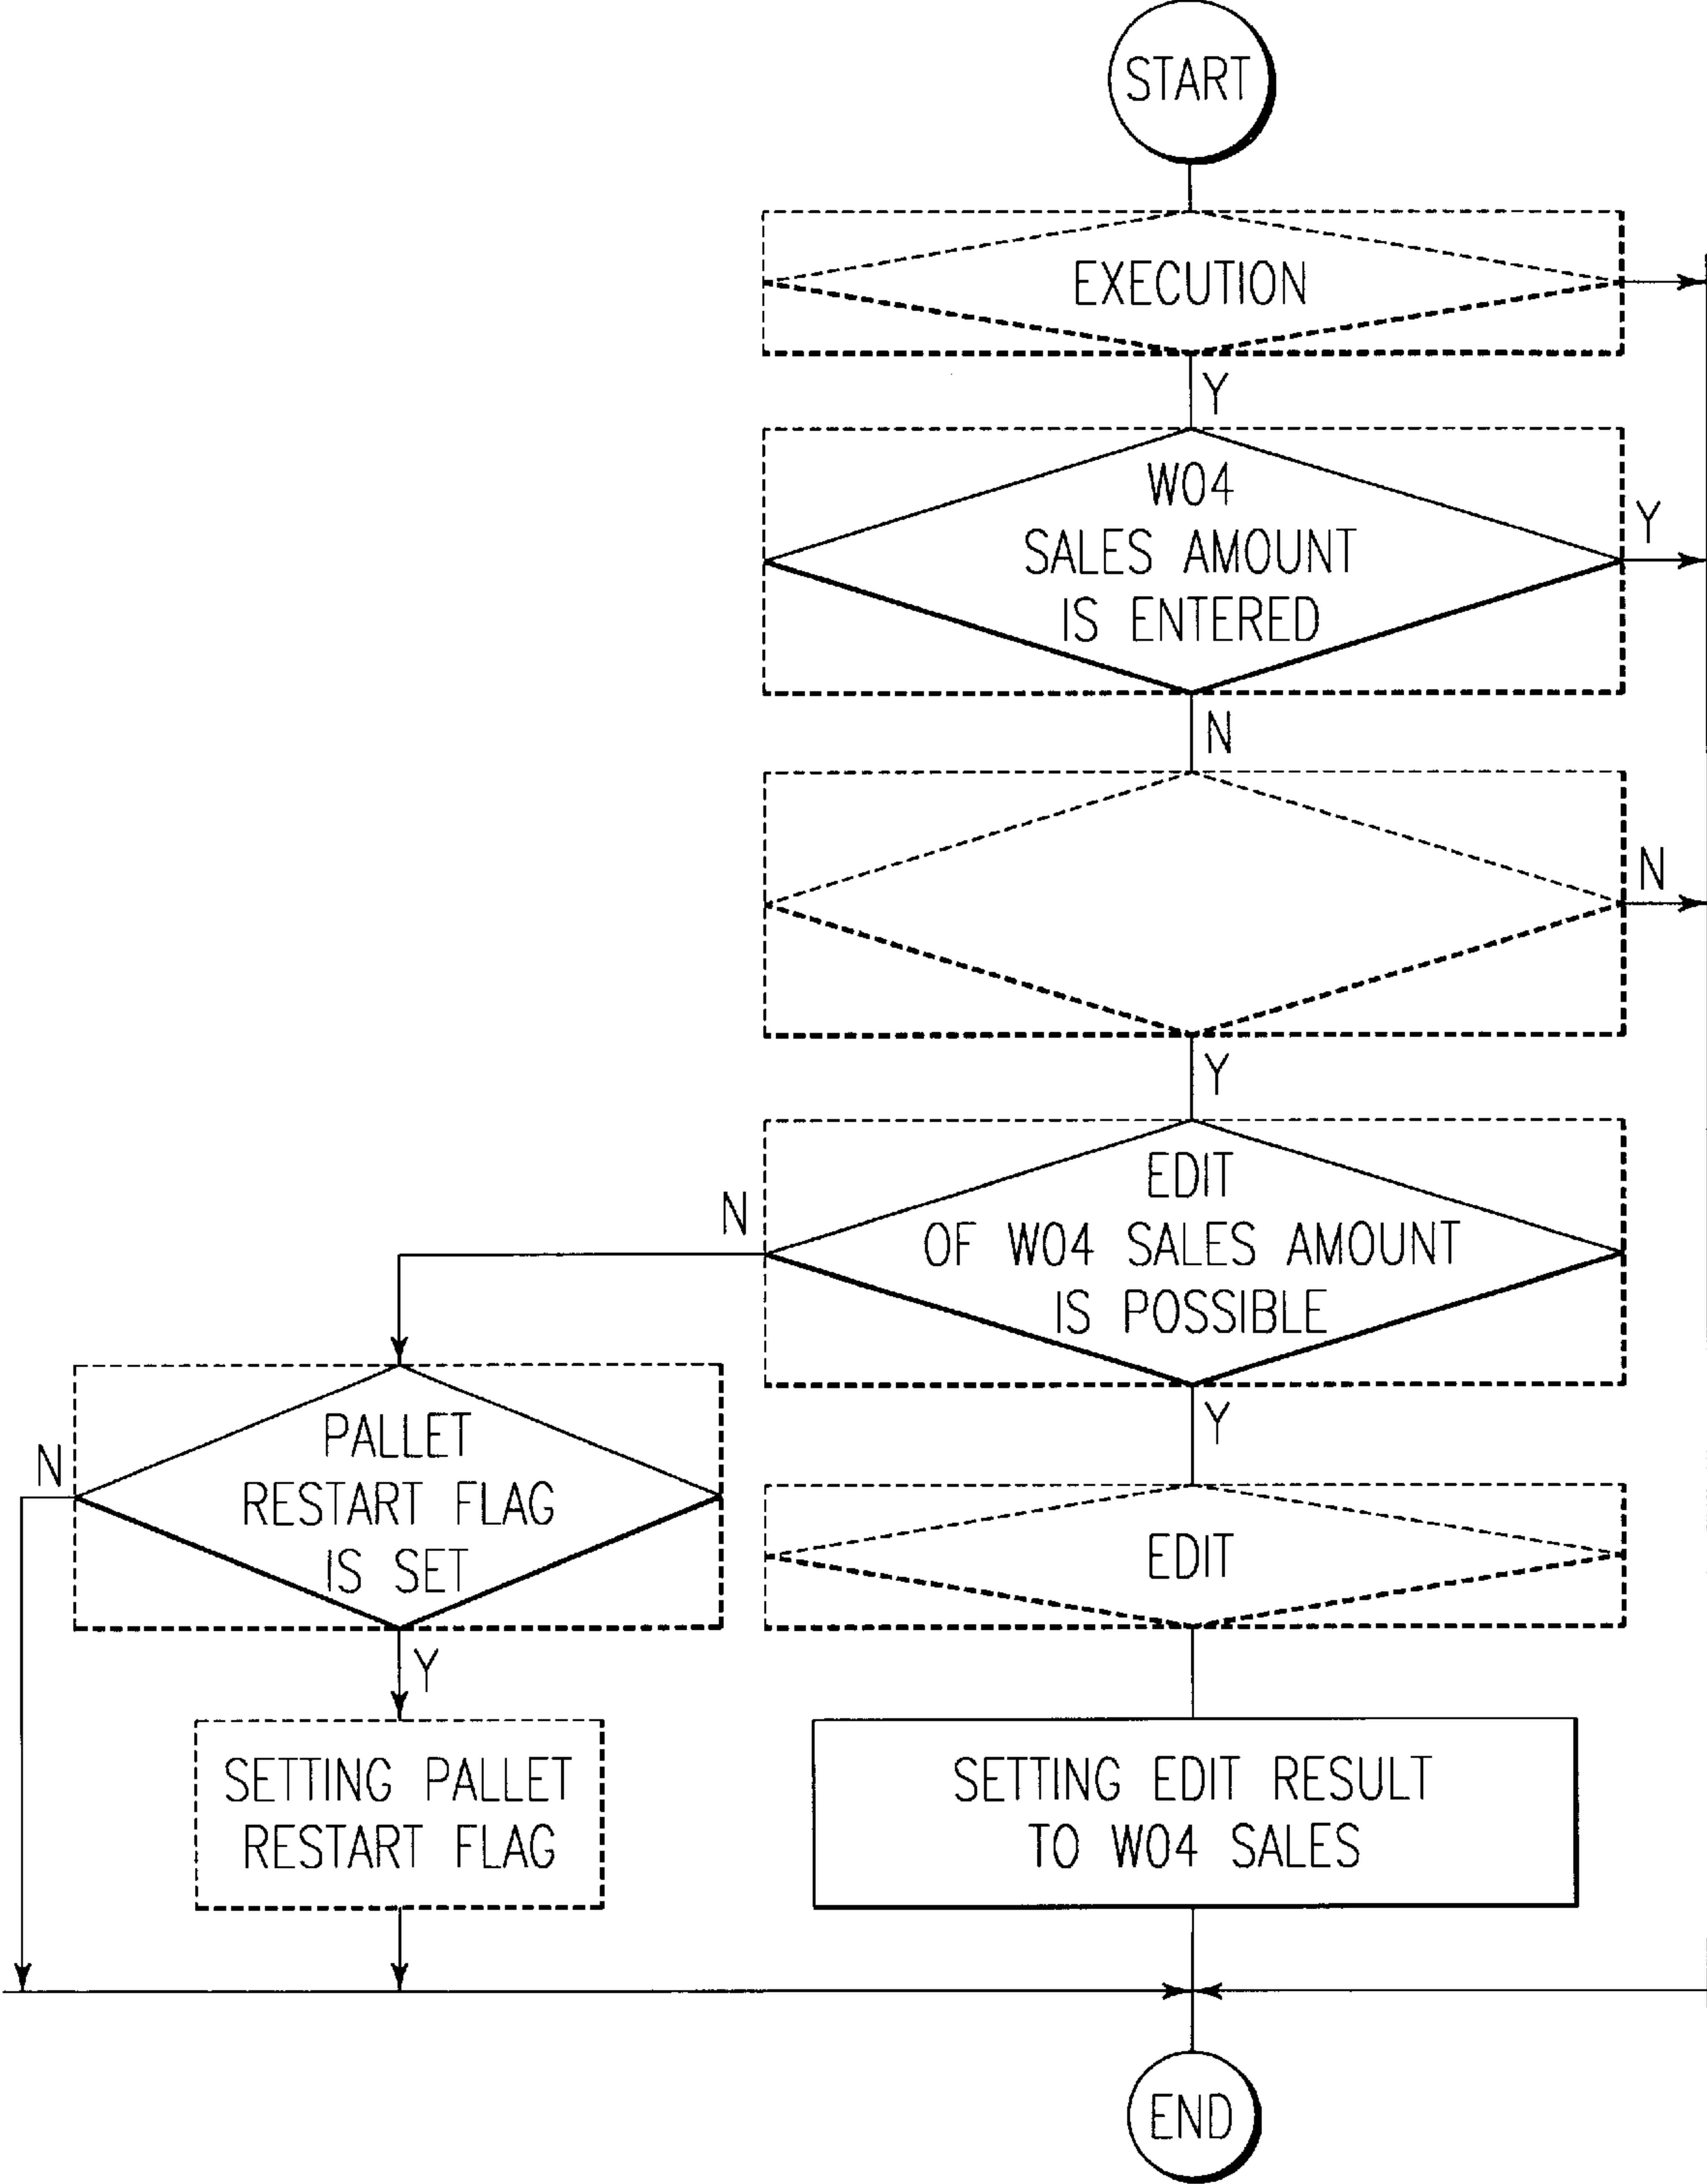 START
EXECUTION
Y
W04
SALES AMOUNT
IS ENTERED
Y
N
N
Y
EDIT
OF W04 SALES AMOUNT
IS POSSIBLE
N
Y
PALLET
RESTART FLAG
IS SET
N
Y
EDIT
SETTING PALLET
RESTART FLAG
SETTING EDIT RESULT
TO W04 SALES
END